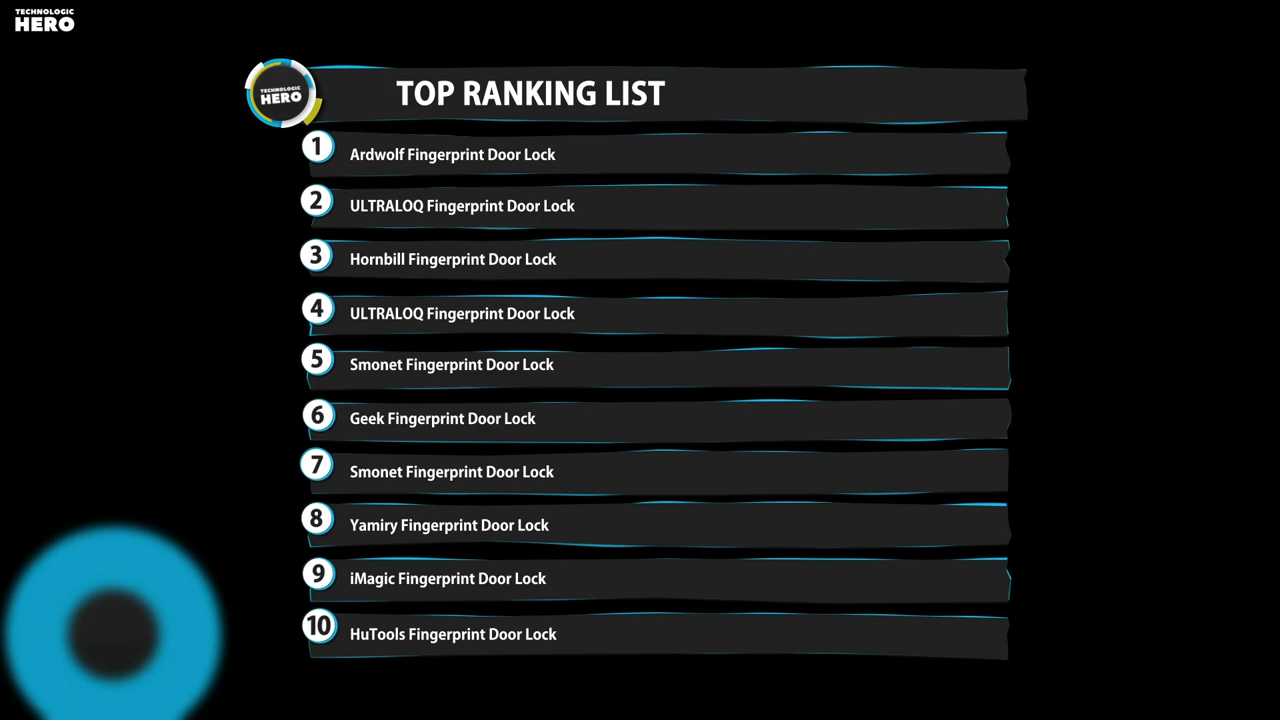 TECHNOLOGIC
HERO
TECHNOLOGIC
HERO
TOP RANKING LIST
1 Ardwolf Fingerprint Door Lock
2 ULTRALOQ Fingerprint Door Lock
3 Hornbill Fingerprint Door Lock
4 ULTRALOQ Fingerprint Door Lock
5 Smonet Fingerprint Door Lock
6 Geek Fingerprint Door Lock
7 Smonet Fingerprint Door Lock
8 Yamiry Fingerprint Door Lock
9 iMagic Fingerprint Door Lock
10 HuTools Fingerprint Door Lock